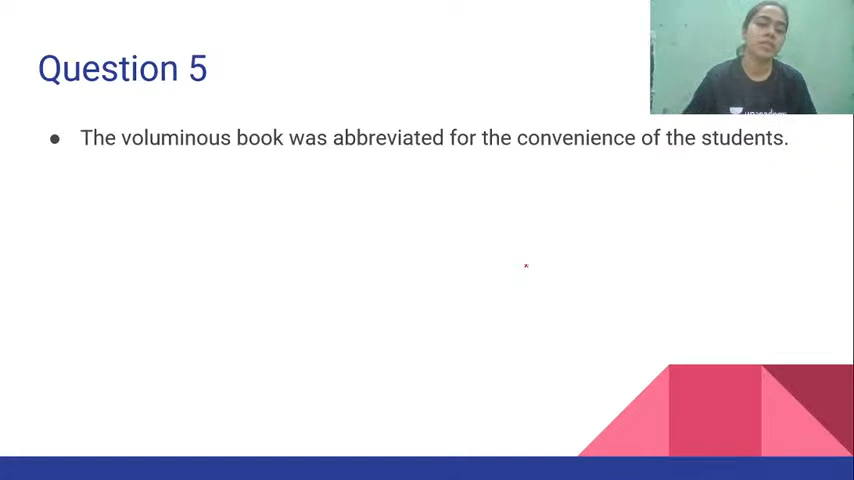 Question 5
● The voluminous book was abbreviated for the convenience of the students.